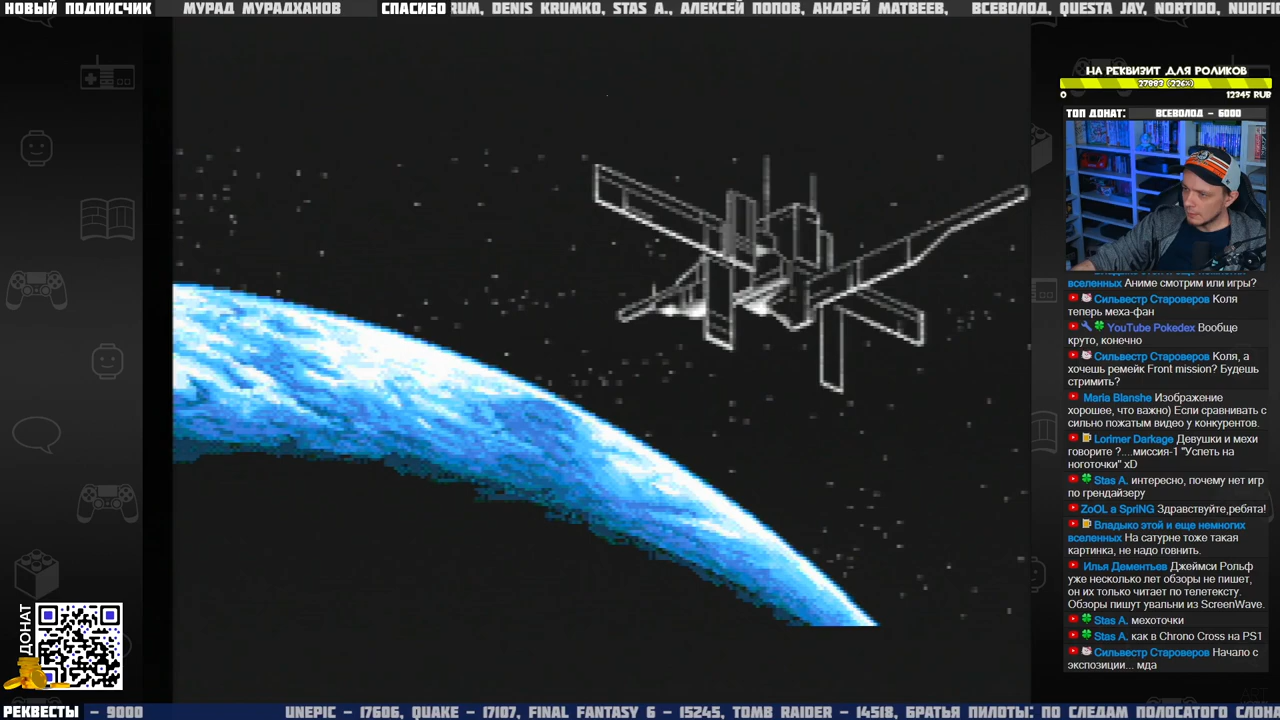 НОВЫЙ ПОДПИСЧИК МУРАД МУРАДХАНОВ СПАСИБО RUM, DENIS KRUMKO, STAS A., АЛЕКСЕЙ ПОПОВ, АНДРЕЙ МАТВЕЕВ, ВСЕВОЛОД, QUESTA JAY, NORTIDO, NUDIFIC
НА РЕКВИЗИТ ДЛЯ РОЛИКОВ
27883 (226%)
0 12345 RUB
ТОП ДОНАТ: ВСЕВОЛОД - 6000
вселенных Аниме смотрим или игры?
Сильвестр Староверов Коля
теперь меха-фан
YouTube Pokedex Вообще
круто, конечно
Сильвестр Староверов Коля, а
хочешь ремейк Front mission? Будешь
стримить?
Maria Blanshe Изображение
хорошее, что важно) Если сравнивать с
сильно пожатым видео у конкурентов.
Lorimer Darkage Девушки и мехи
говорите ?....миссия-1 "Успеть на
ноготочки" xD
Stas A. интересно, почему нет игр
по грендайзеру
ZoOL a SpriNG Здравствуйте,ребята!
Владыко этой и еще немногих
вселенных На сатурне тоже такая
картинка, не надо говнить.
Илья Дементьев Джеймси Рольф
уже несколько лет обзоры не пишет,
он их только читает по телетексту.
Обзоры пишут увальни из ScreenWave.
Stas A. мехоточки
Stas A. как в Chrono Cross на PS1
Сильвестр Староверов Начало с
экспозиции... мда
ДОНАТ
РЕКВЕСТЫ - 9000 UNEPIC - 17606, QUAKE - 17107, FINAL FANTASY 6 - 15245, TOMB RAIDER - 14518, БРАТЬЯ ПИЛОТЫ: ПО СЛЕДАМ ПОЛОСАТОГО СЛОН